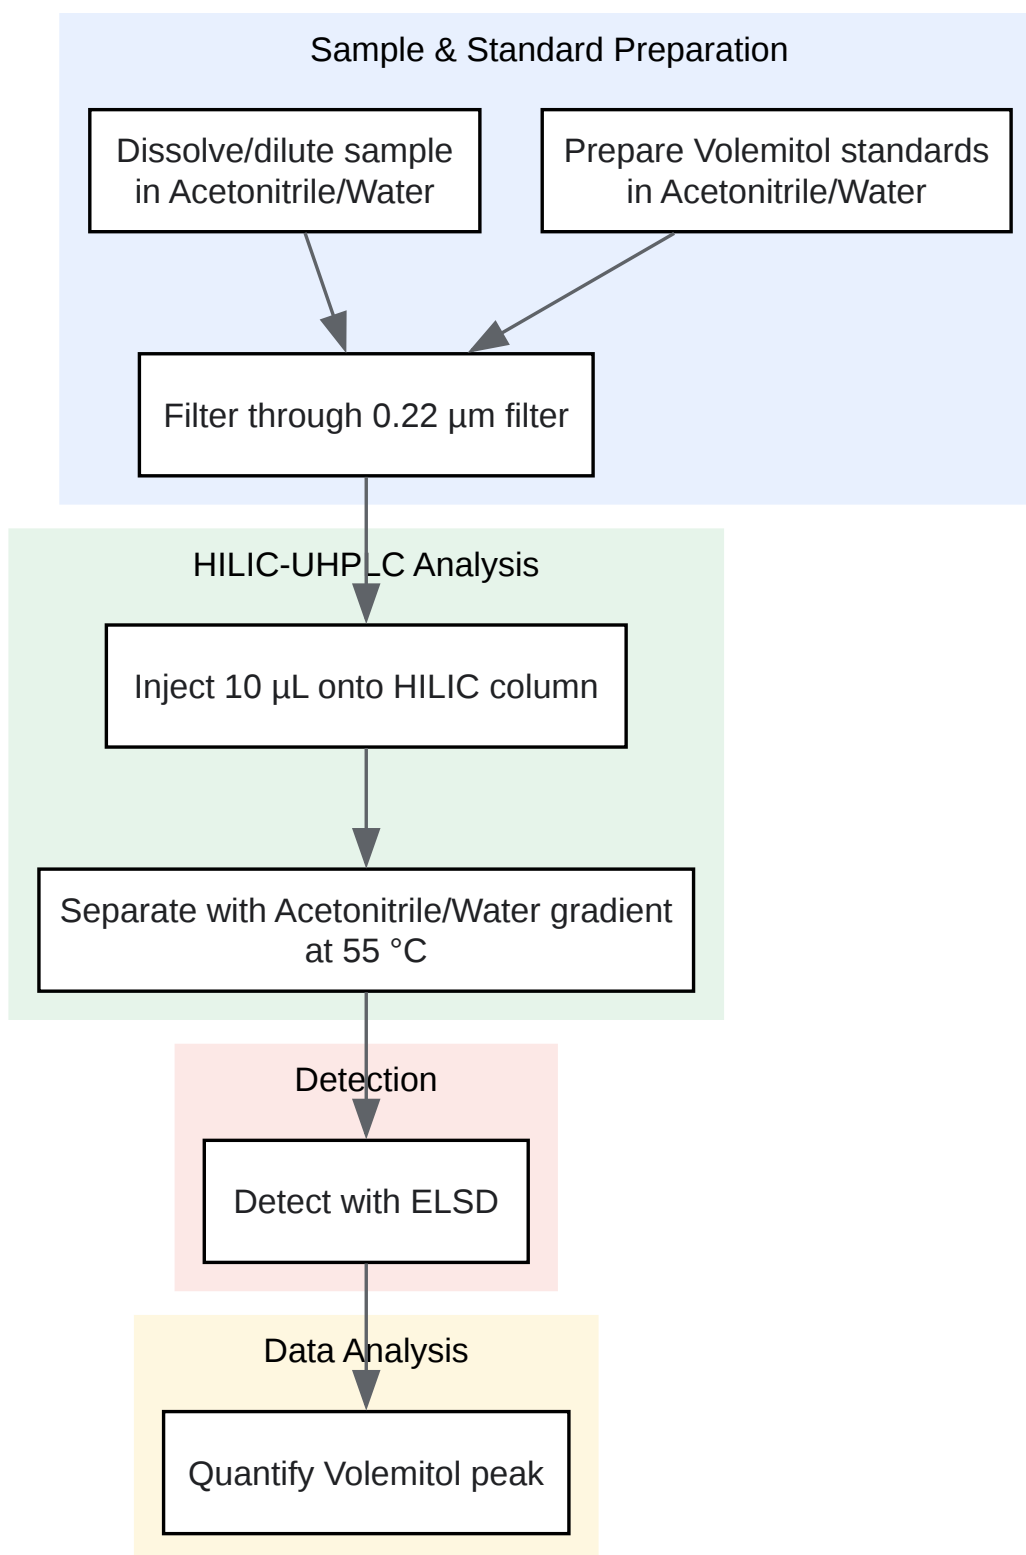 Sample & Standard Preparation
Dissolve/dilute sample
in Acetonitrile/Water
Prepare Volemitol standards
in Acetonitrile/Water
Filter through 0.22 µm filter
HILIC-UHPLC Analysis
Inject 10 µL onto HILIC column
Separate with Acetonitrile/Water gradient
at 55 °C
Detection
Detect with ELSD
Data Analysis
Quantify Volemitol peak